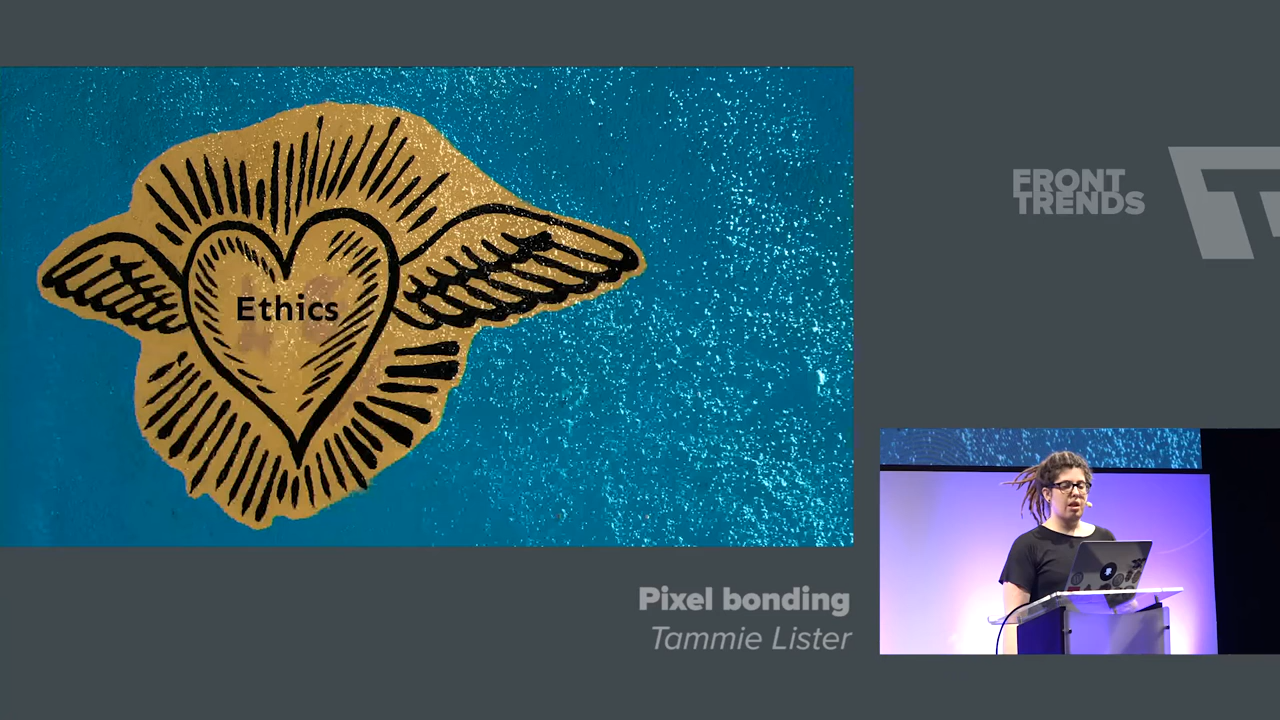 Ethics
FRONT
TRENDS
Pixel bonding
Tammie Lister